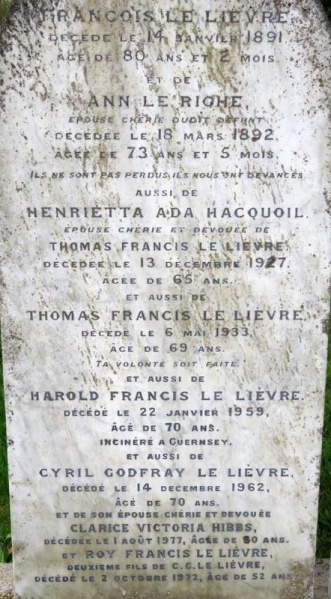 FRANÇOIS LE LIÈVRE,
DÉCÉDÉ LE 14 JANVIER 1891
ÂGÉ DE 80 ANS ET 2 MOIS.
ET DE
ANN LE RICHE,
ÉPOUSE CHÉRIE DUDIT DÉFUNT
DÉCÉDÉE LE 18 MARS 1892,
ÂGÉE DE 73 ANS ET 5 MOIS.
ILS NE SONT PAS PERDUS ILS NOUS ONT DEVANCÉS
AUSSI DE
HENRIETTA ADA HACQUOIL,
ÉPOUSE CHÉRIE ET DÉVOUÉE DE
THOMAS FRANCIS LE LIÈVRE,
DÉCÉDÉE LE 13 DÉCEMBRE 1927,
ÂGÉE DE 65 ANS.
ET AUSSI DE
THOMAS FRANCIS LE LIÈVRE,
DÉCÉDÉ LE 6 MAI 1933,
ÂGÉ DE 69 ANS.
TA VOLONTÉ SOIT FAITE
ET AUSSI DE
HAROLD FRANCIS LE LIÈVRE.
DÉCÉDÉ LE 22 JANVIER 1959,
ÂGÉ DE 70 ANS.
INCINÉRÉ A GUERNSEY.
ET AUSSI DE
CYRIL GODFRAY LE LIÈVRE,
DÉCÉDÉ LE 14 DECEMBRE 1962,
ÂGÉ DE 70 ANS.
ET DE SON ÉPOUSE CHÉRIE ET DÉVOUÉE
CLARICE VICTORIA HIBBS,
DÉCÉDÉE LE 1 AOÛT 1977, ÂGÉE DE 80 ANS.
ET ROY FRANCIS LE LIÈVRE,
DEUXIEME FILS DE C.G. LE LIÈVRE,
DÉCÉDÉ LE 2 OCTOBRE 1972, ÂGÉ DE 52 ANS